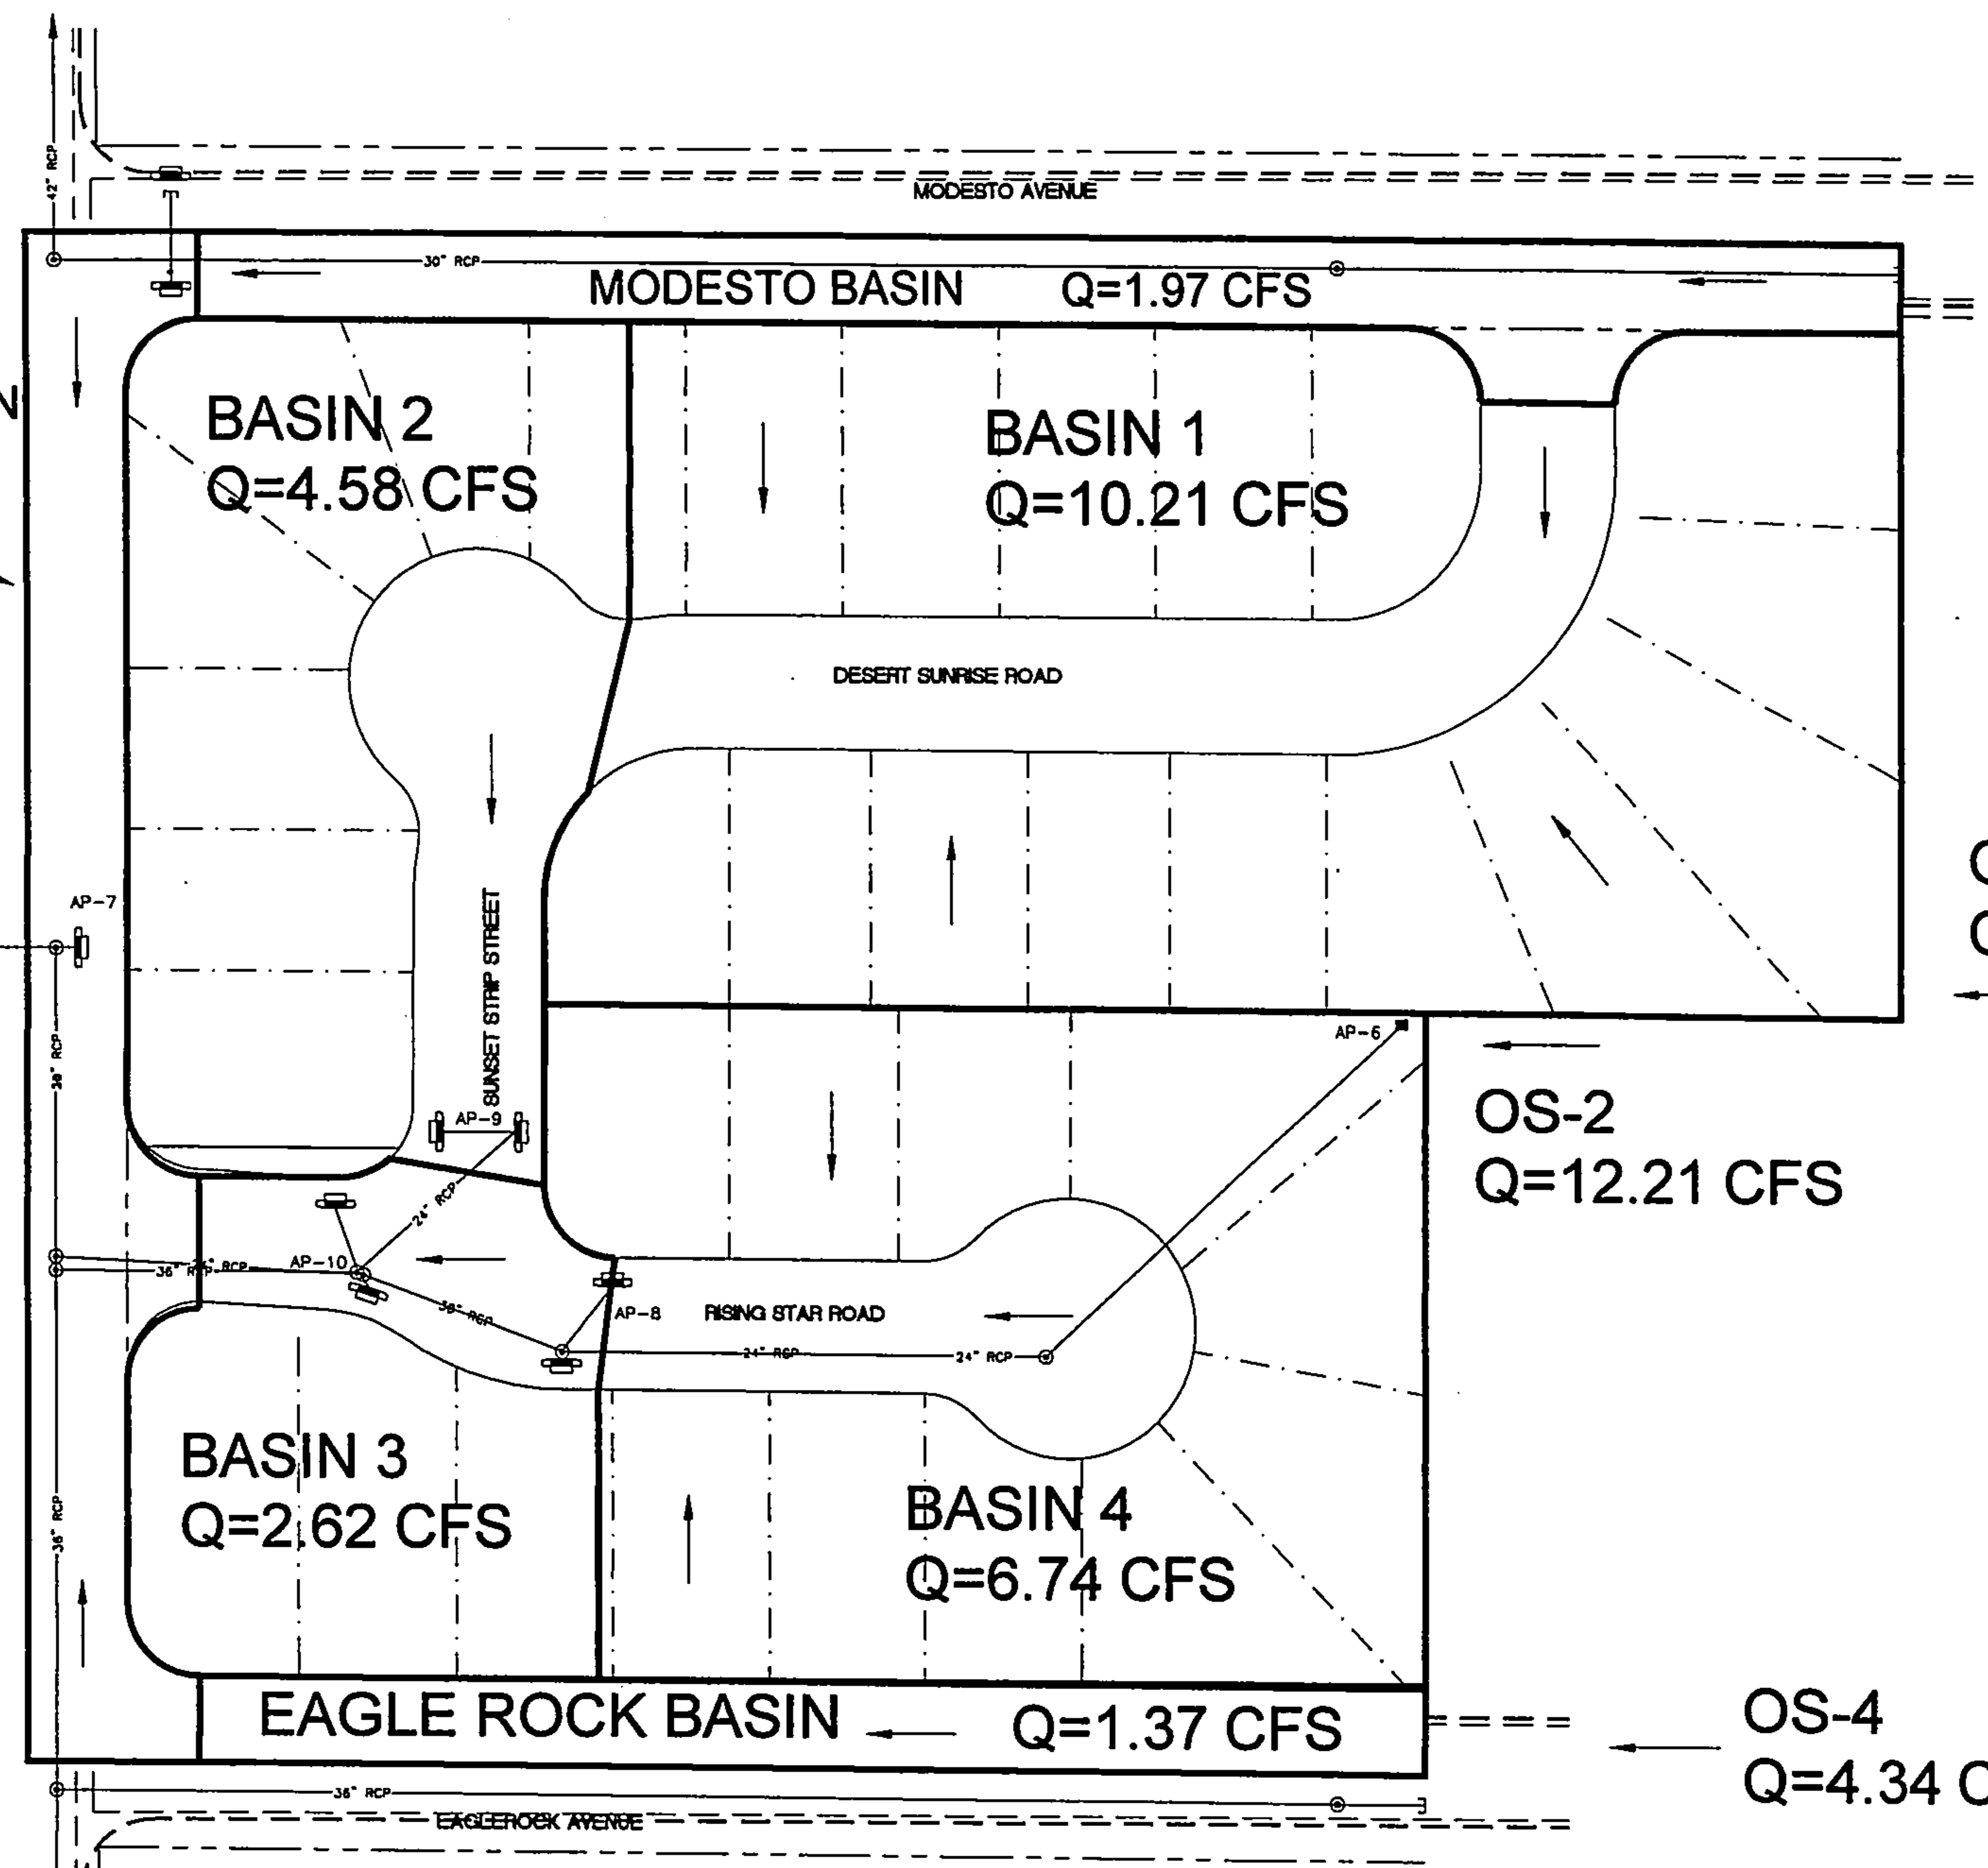 42" RCP
MODESTO AVENUE
30" RCP
MODESTO BASIN Q=1.97 CFS
BASIN 2
Q=4.58 CFS
BASIN 1
Q=10.21 CFS
DESERT SUNRISE ROAD
AP-7
SUNSET STRIP STREET
AP-6
OS-2
Q=12.21 CFS
AP-9
24" RCP
AP-10
36" RCP
AP-8
RISING STAR ROAD
24" RCP
24" RCP
BASIN 3
Q=2.62 CFS
BASIN 4
Q=6.74 CFS
36" RCP
EAGLE ROCK BASIN Q=1.37 CFS
OS-4
Q=4.34 C
36" RCP
EAGLEROCK AVENUE